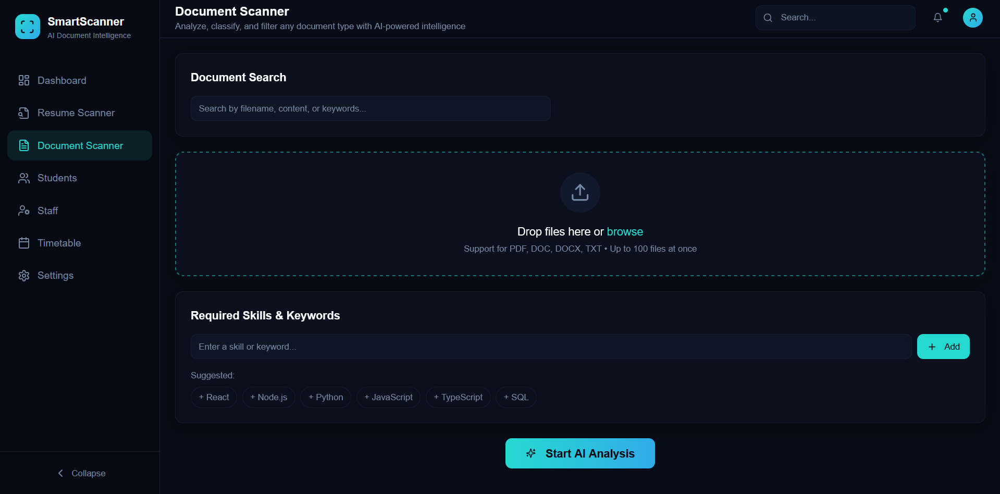 SmartScanner
AI Document Intelligence
Dashboard
Resume Scanner
Document Scanner
Students
Staff
Timetable
Settings
Collapse
Document Scanner
Analyze, classify, and filter any document type with AI-powered intelligence
Search...
Document Search
Search by filename, content, or keywords...
Drop files here or browse
Support for PDF, DOC, DOCX, TXT • Up to 100 files at once
Required Skills & Keywords
Enter a skill or keyword...
+ Add
Suggested:
+ React + Node.js + Python + JavaScript + TypeScript + SQL
Start AI Analysis